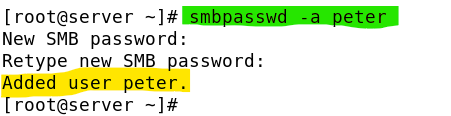 [root@server ~]# smbpasswd -a peter
New SMB password:
Retype new SMB password:
Added user peter.
[root@server ~]#